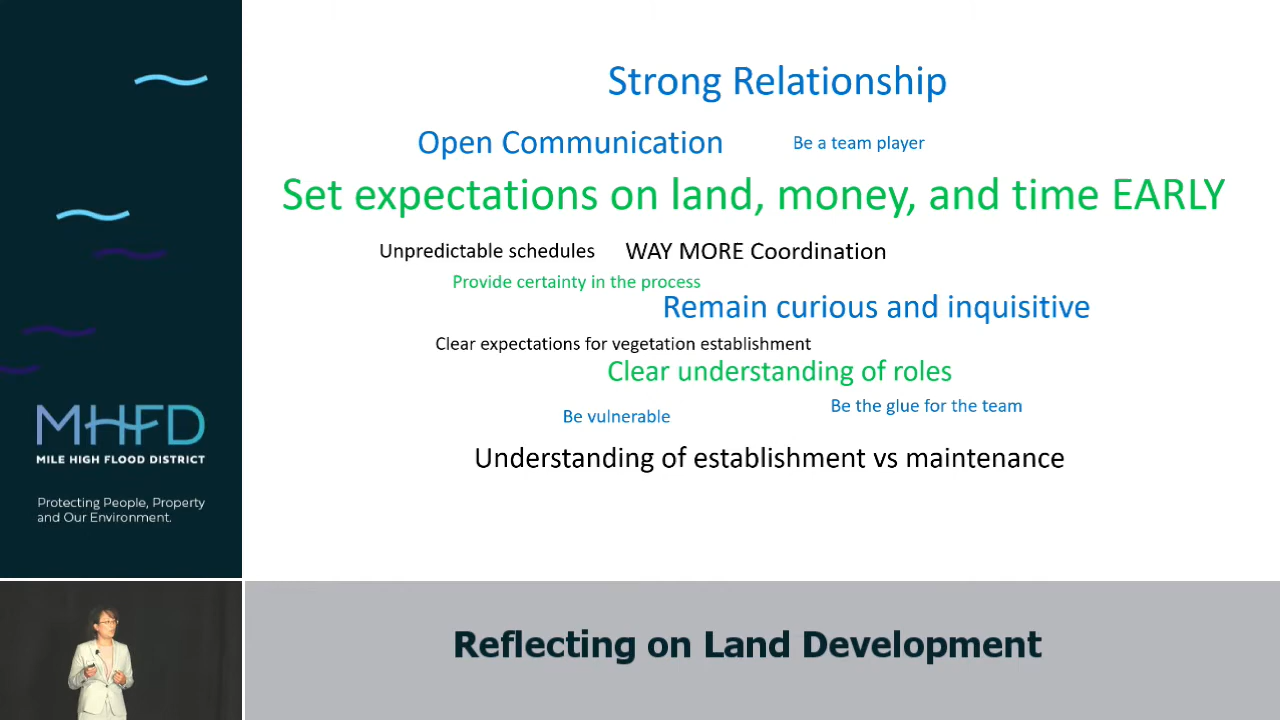 Strong Relationship
Open Communication
Be a team player
Set expectations on land, money, and time EARLY
Unpredictable schedules
WAY MORE Coordination
Provide certainty in the process
Remain curious and inquisitive
Clear expectations for vegetation establishment
Clear understanding of roles
Be the glue for the team
Be vulnerable
Understanding of establishment vs maintenance
MHFD
MILE HIGH FLOOD DISTRICT
Protecting People, Property
and Our Environment.
Reflecting on Land Development